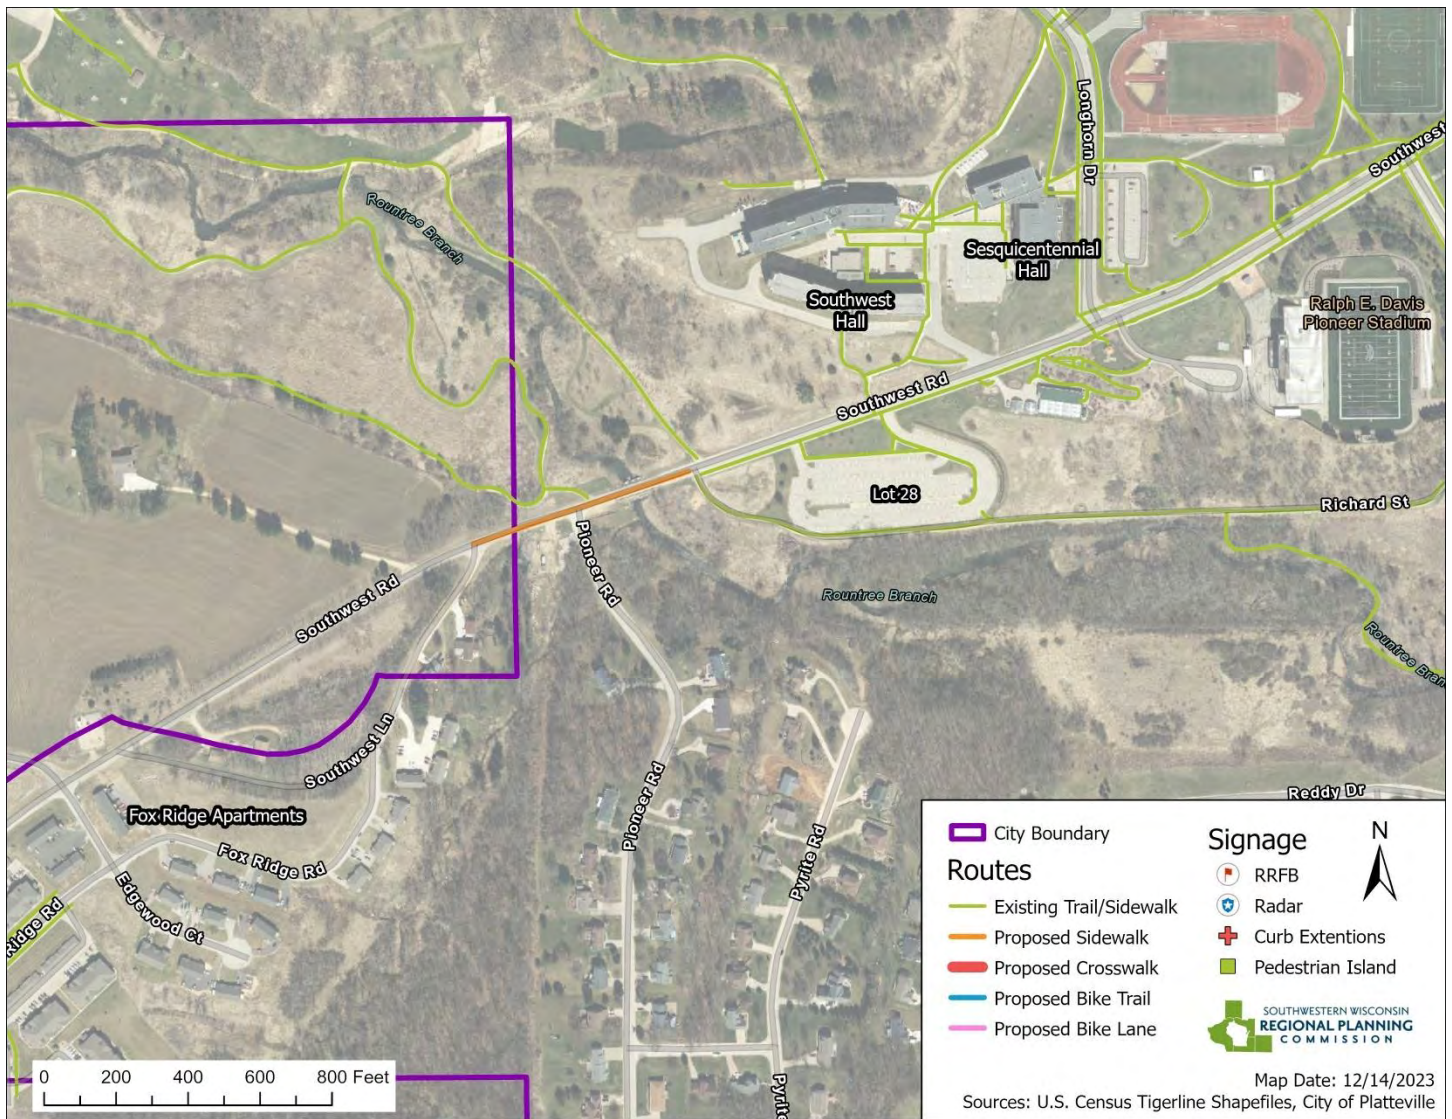 Longhorn Dr
Southwest
Rountree Branch
Sesquicentennial
Hall
Southwest
Hall
Ralph E. Davis
Pioneer Stadium
Southwest Rd
Lot 28
Richard St
Pioneer Rd
Southwest Rd
Rountree Branch
Rountree Bran
Southwest Ln
Reddy Dr
Fox Ridge Apartments
Pioneer Rd
Pyrite Rd
Fox Ridge Rd
Edgewood Ct
Ridge Rd
Pyrit
0 200 400 600 800 Feet
City Boundary
Routes
Existing Trail/Sidewalk
Proposed Sidewalk
Proposed Crosswalk
Proposed Bike Trail
Proposed Bike Lane
Signage
RRFB
Radar
Curb Extentions
Pedestrian Island
N
SOUTHWESTERN WISCONSIN
REGIONAL PLANNING
COMMISSION
Map Date: 12/14/2023
Sources: U.S. Census Tigerline Shapefiles, City of Platteville